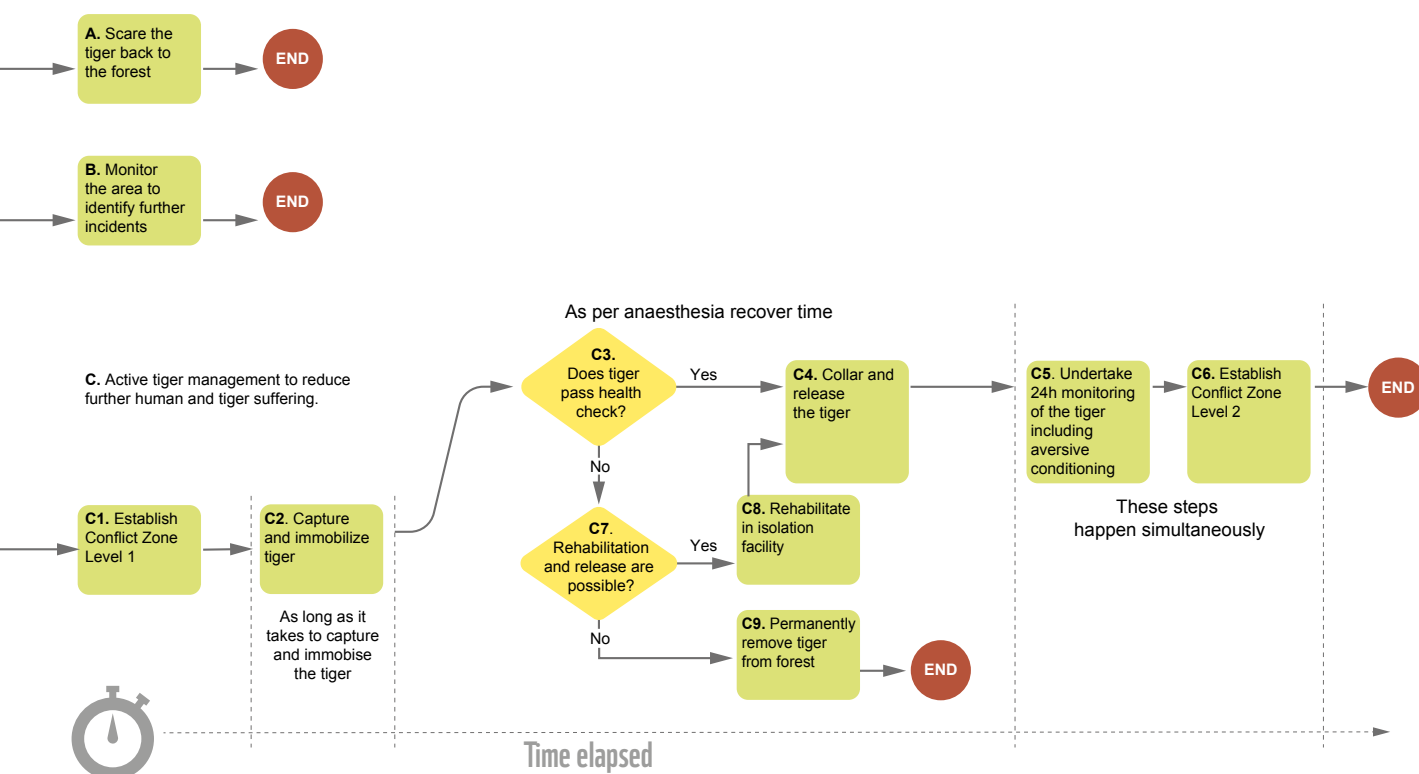 A. Scare the
tiger back to
the forest
END
B. Monitor
the area to
identify further
incidents
END
As per anaesthesia recover time
C. Active tiger management to reduce
further human and tiger suffering.
C1. Establish
Conflict Zone
Level 1
C2. Capture
and immobilize
tiger
As long as it
takes to capture
and immobise
the tiger
C3.
Does tiger
pass health
check?
Yes
No
C4. Collar and
release
the tiger
C5. Undertake
24h monitoring
of the tiger
including
aversive
conditioning
C6. Establish
Conflict Zone
Level 2
END
These steps
happen simultaneously
C7.
Rehabilitation
and release are
possible?
Yes
No
C8. Rehabilitate
in isolation
facility
C9. Permanently
remove tiger
from forest
END
Time elapsed